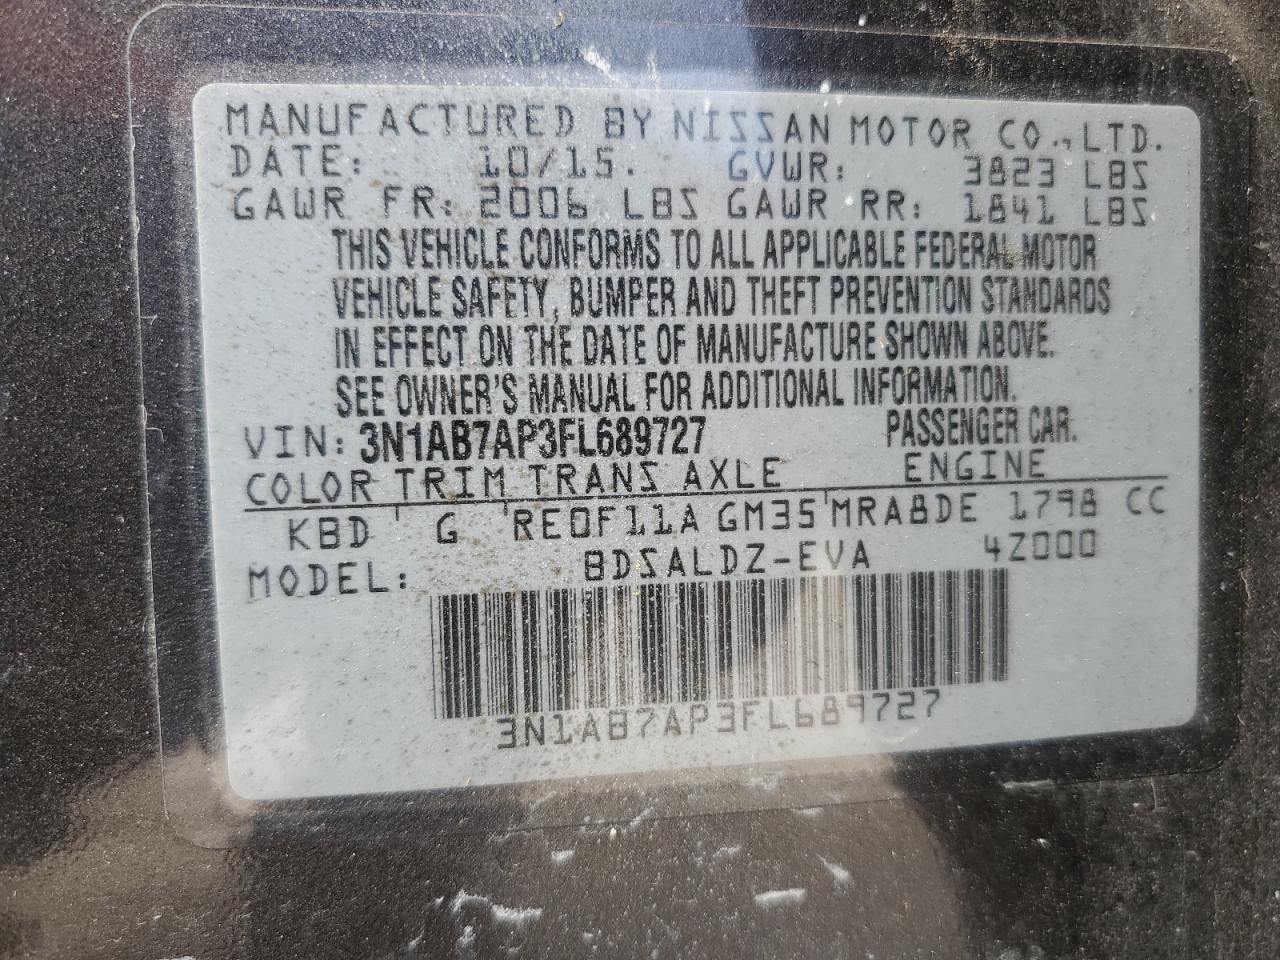 MANUFACTURED BY NISSAN MOTOR CO., LTD.
DATE: 10/15. GVWR: 3823 LBS
GAWR FR: 2006 LBS GAWR RR: 1841 LBS
THIS VEHICLE CONFORMS TO ALL APPLICABLE FEDERAL MOTOR
VEHICLE SAFETY, BUMPER AND THEFT PREVENTION STANDARDS
IN EFFECT ON THE DATE OF MANUFACTURE SHOWN ABOVE.
SEE OWNER'S MANUAL FOR ADDITIONAL INFORMATION.
VIN: 3N1AB7AP3FL689727 PASSENGER CAR.
COLOR TRIM TRANS AXLE ENGINE
KBD G RE0F11A GM35 MRA8DE 1798 CC
MODEL: BDSALDZ-EVA 4Z000
3N1AB7AP3FL689727